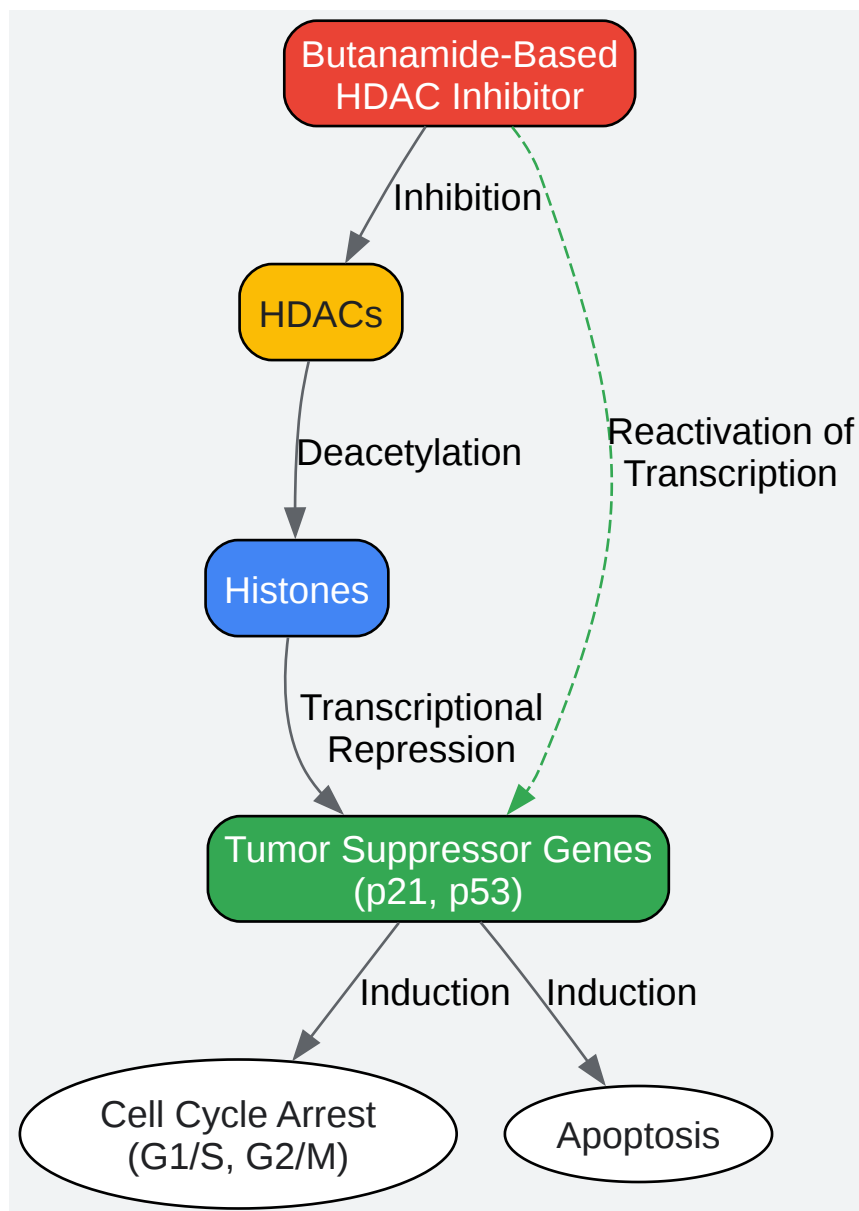 Butanamide-Based
HDAC Inhibitor
Inhibition
HDACs
Reactivation of
Transcription
Deacetylation
Histones
Transcriptional
Repression
Tumor Suppressor Genes
(p21, p53)
Induction
Induction
Cell Cycle Arrest
(G1/S, G2/M)
Apoptosis